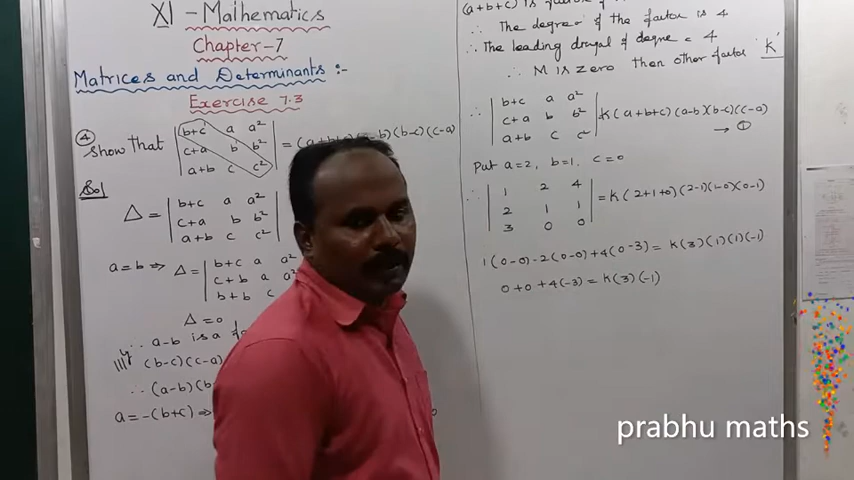 XI - Mathematics
Chapter-7
Matrices and Determinants:-
Exercise 7.3
④ Show that | b+c a a² | = (a+b+c)(a-b)(b-c)(c-a)
| c+a b b² |
| a+b c c² |
Sol
Δ = | b+c a a² |
| c+a b b² |
| a+b c c² |
a=b ⇒ Δ = | b+c a a² |
| c+b a a² |
| b+b c
Δ=0
∴ a-b is a
|||ly (b-c)(c-a)
∴ (a-b)(b
a=-(b+c) ⇒
(a+b+c) is
∴ The degree of the factor is 4
∴ The leading of degree = 4
∴ M is zero then other factor 'K'
∴ | b+c a a² | K(a+b+c)(a-b)(b-c)(c-a)
| c+a b b² | → ①
| a+b c c² |
Put a=2, b=1, c=0
∴ | 1 2 4 | = K(2+1+0)(2-1)(1-0)(0-1)
| 2 1 1 |
| 3 0 0 |
1(0-0)-2(0-0)+4(0-3)=K(3)(1)(1)(-1)
0+0+4(-3)=K(3)(-1)
prabhu maths